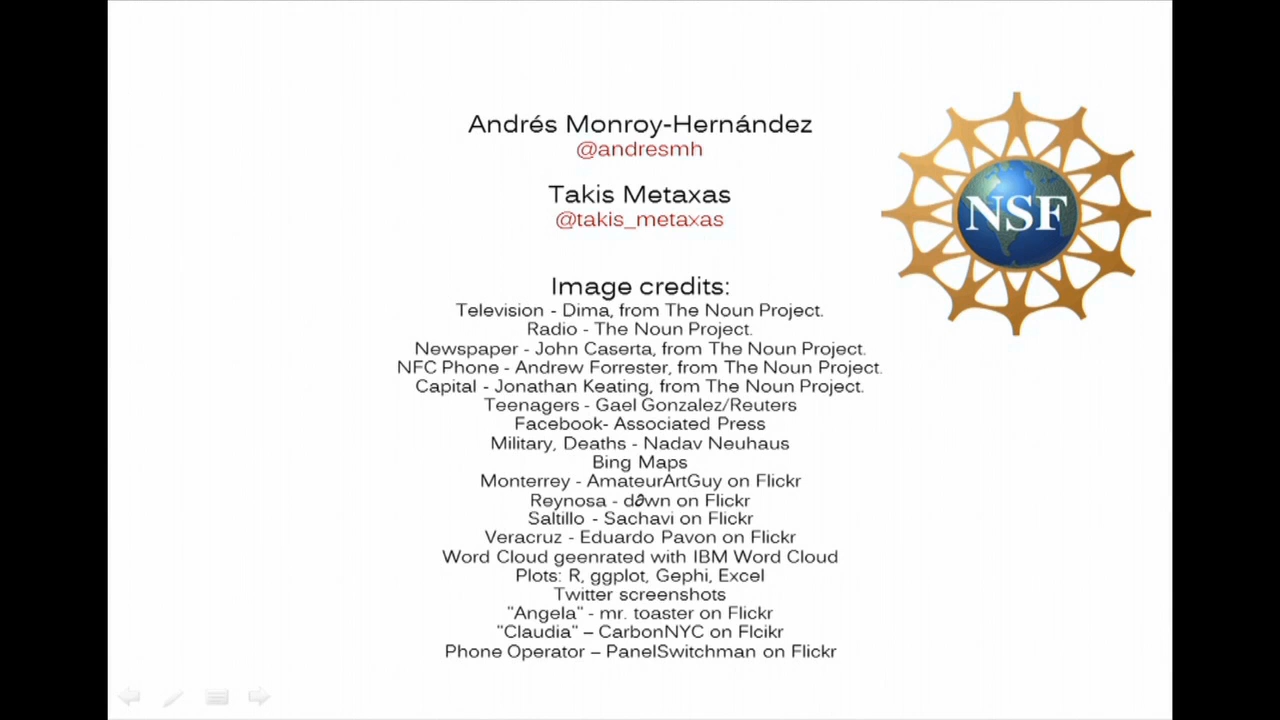 Andrés Monroy-Hernández
@andresmh
Takis Metaxas
@takis_metaxas
NSF
Image credits:
Television - Dima, from The Noun Project.
Radio - The Noun Project.
Newspaper - John Caserta, from The Noun Project.
NFC Phone - Andrew Forrester, from The Noun Project.
Capital - Jonathan Keating, from The Noun Project.
Teenagers - Gael Gonzalez/Reuters
Facebook- Associated Press
Military, Deaths - Nadav Neuhaus
Bing Maps
Monterrey - AmateurArtGuy on Flickr
Reynosa - d∂wn on Flickr
Saltillo - Sachavi on Flickr
Veracruz - Eduardo Pavon on Flickr
Word Cloud geenrated with IBM Word Cloud
Plots: R, ggplot, Gephi, Excel
Twitter screenshots
"Angela" - mr. toaster on Flickr
"Claudia" – CarbonNYC on Flcikr
Phone Operator – PanelSwitchman on Flickr